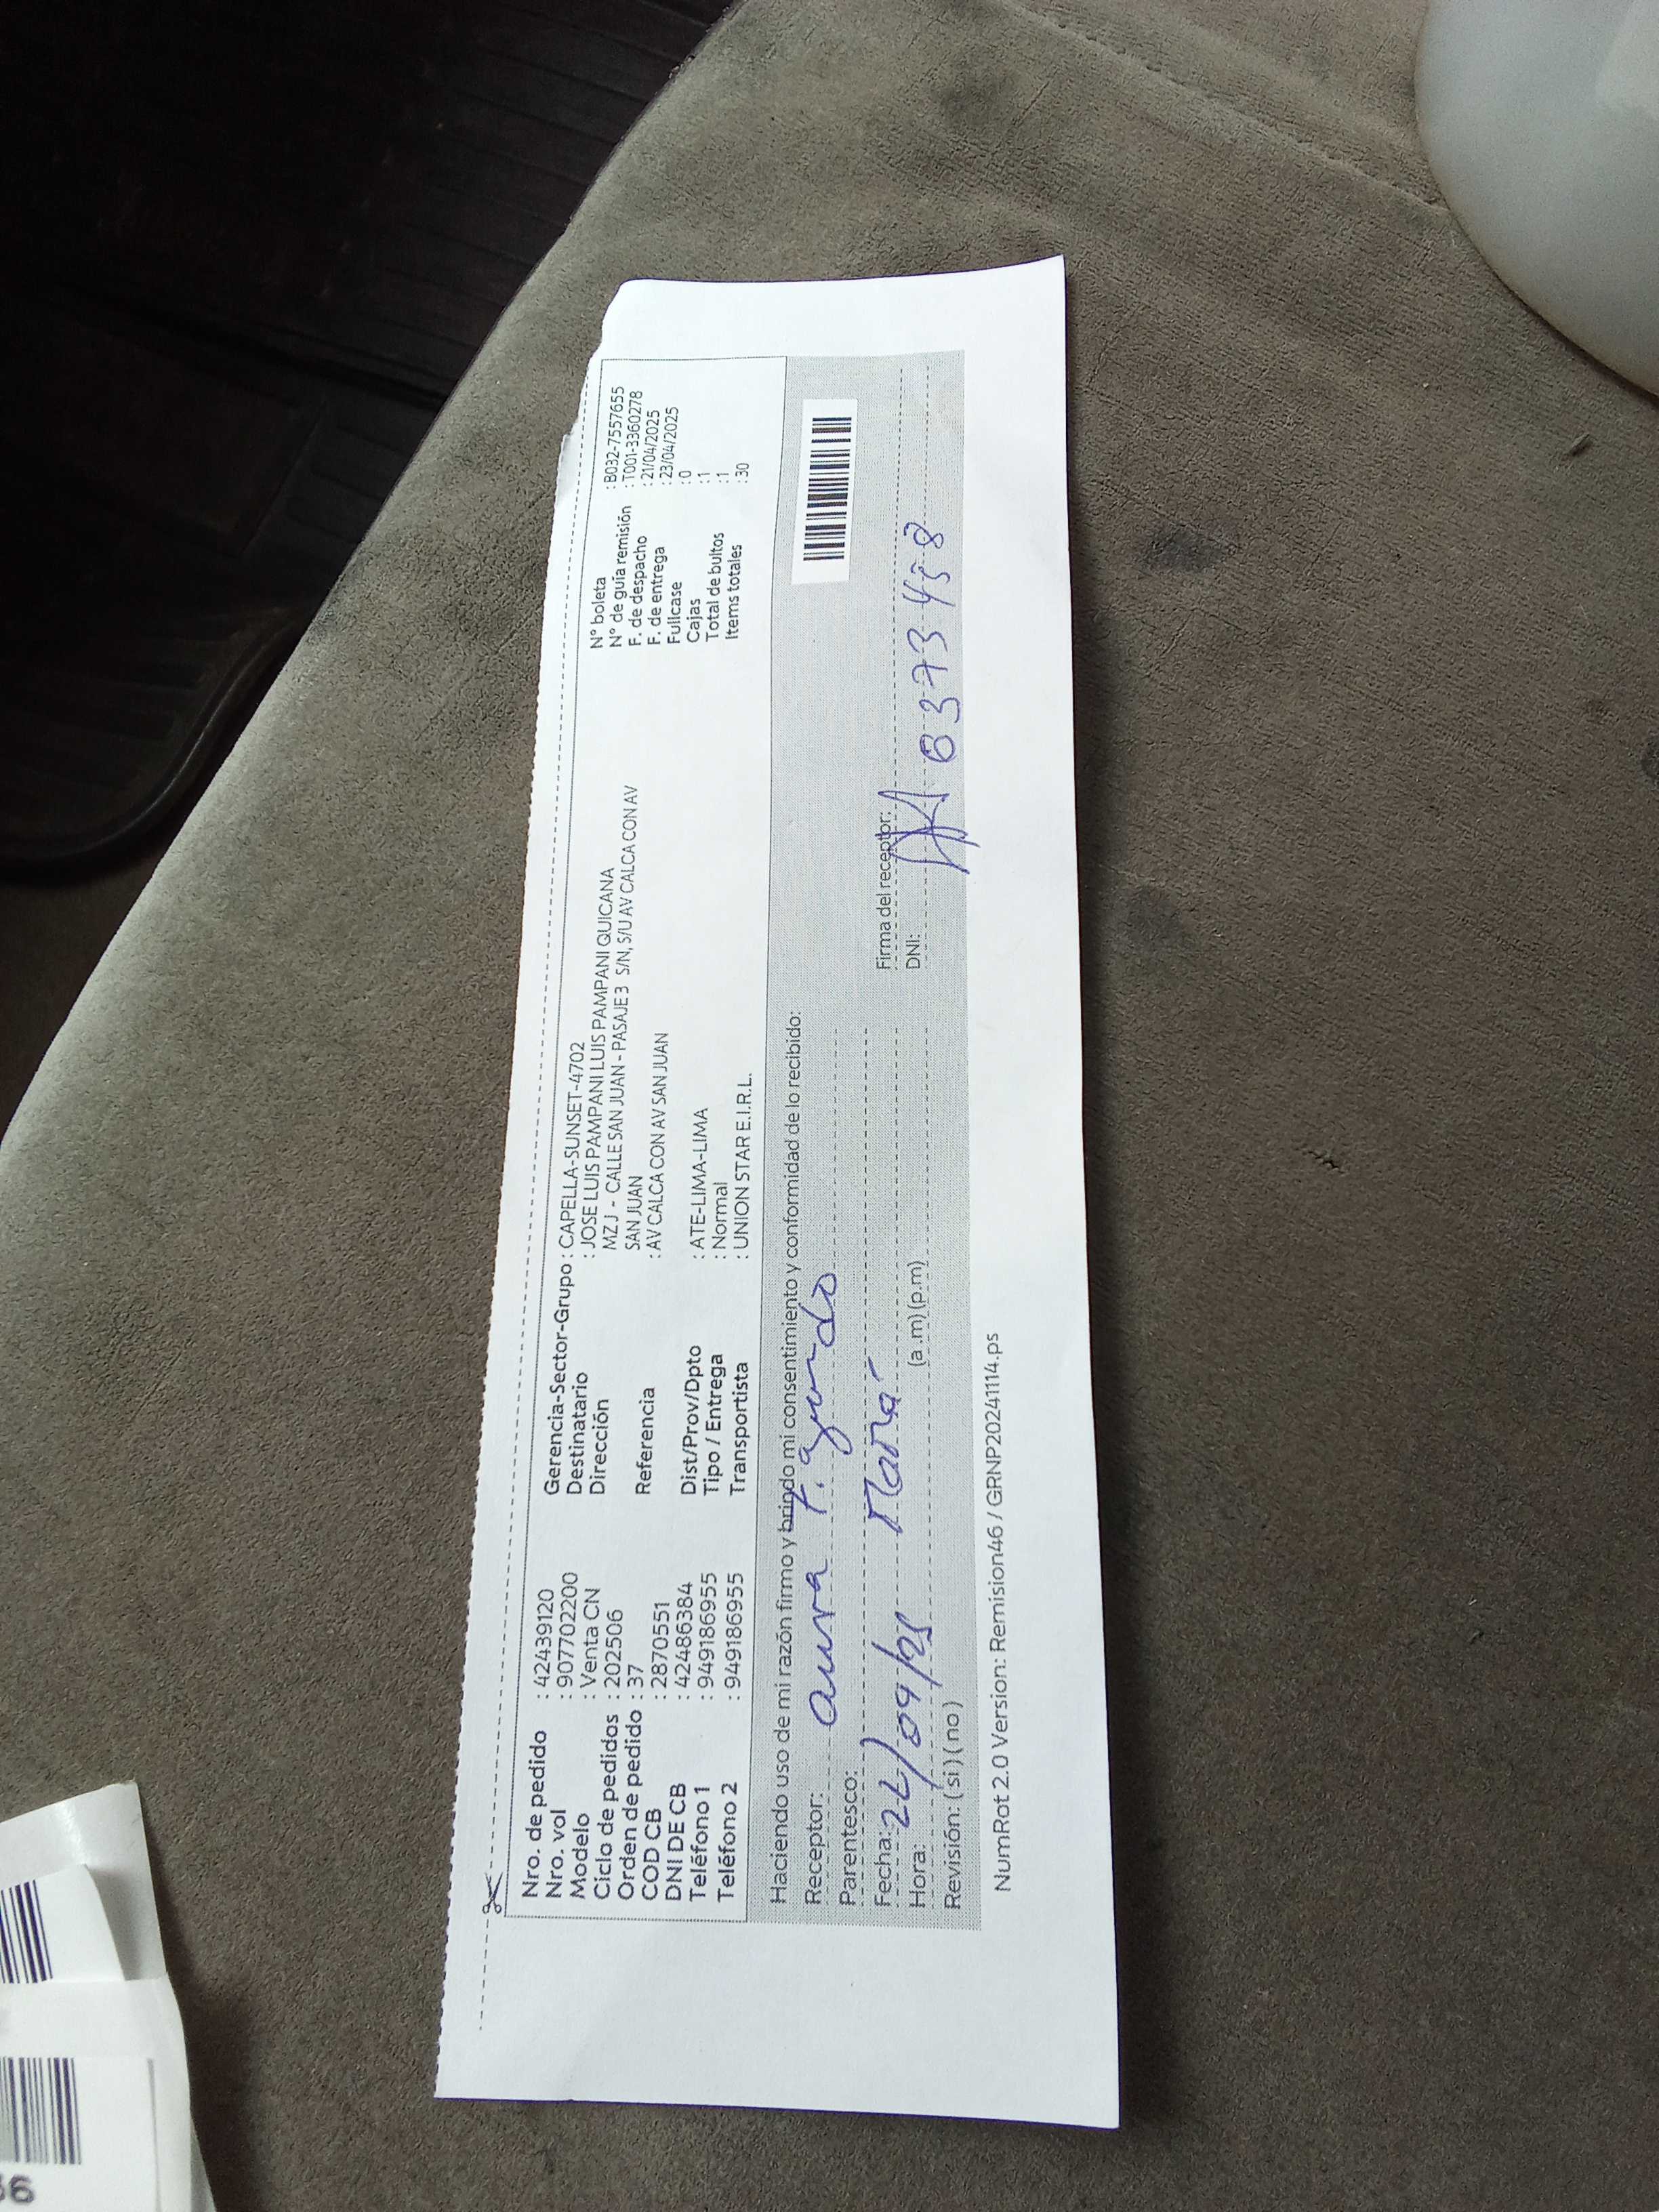 Nro. de pedido : 42439120
Nro. vol : 907702200
Modelo : Venta CN
Ciclo de pedidos : 202506
Orden de pedido : 37
COD CB : 2870551
DNI DE CB : 42486384
Teléfono 1 : 949186955
Teléfono 2 : 949186955
Gerencia-Sector-Grupo : CAPELLA-SUNSET-4702
Destinatario : JOSE LUIS PAMPANI LUIS PAMPANI QUICANA
Dirección MZ J - CALLE SAN JUAN - PASAJE 3 S/N, S/U AV CALCA CON AV
SAN JUAN
Referencia : AV CALCA CON AV SAN JUAN
Dist/Prov/Dpto : ATE-LIMA-LIMA
Tipo / Entrega : Normal
Transportista : UNION STAR E.I.R.L.
N° boleta : B032-7557655
N° de guía remisión : T001-3360278
F. de despacho : 21/04/2025
F. de entrega : 23/04/2025
Fullcase : 0
Cajas : 1
Total de bultos : 1
Items totales : 30
Haciendo uso de mi razón firmo y brindo mi consentimiento y conformidad de lo recibido:
Receptor:
Parentesco: Mamá
Fecha: 22/04/25
Hora: (a.m) (p.m)
Revisión: ( si ) ( no )
Firma del receptor:
DNI:
NumRot 2.0 Version: Remision46 / GRNP20241114.ps